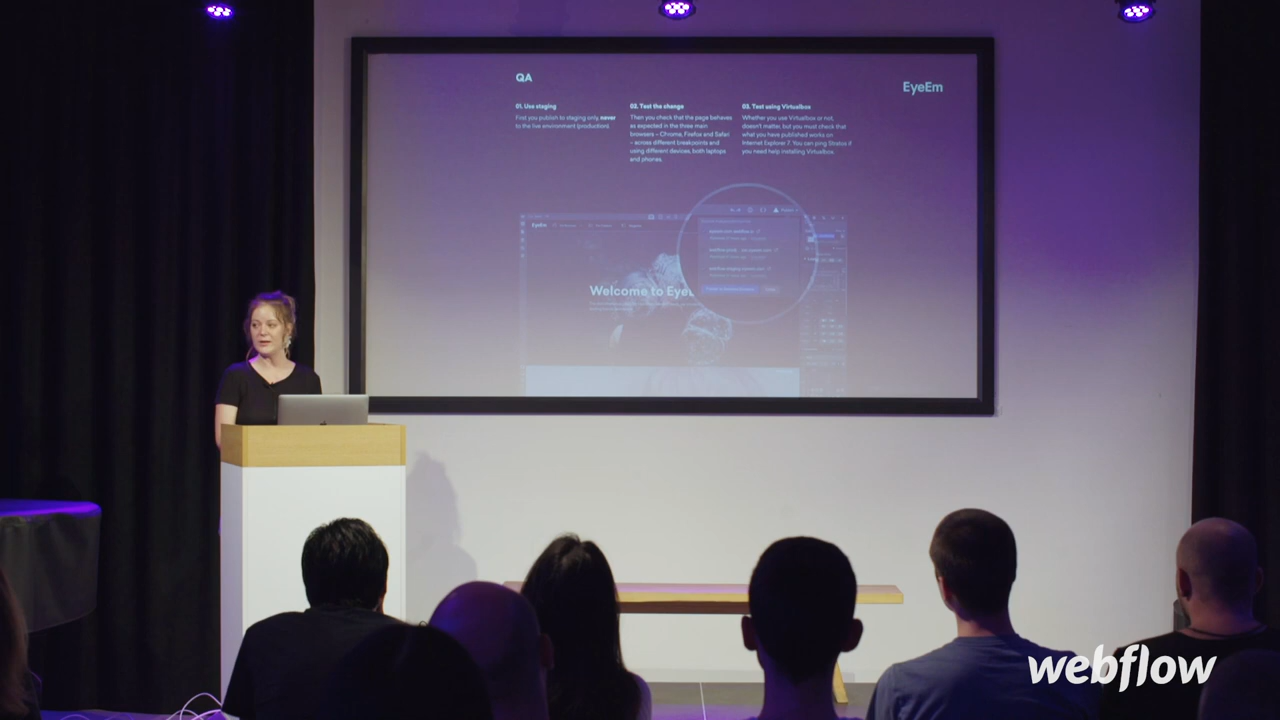 QA
EyeEm
01. Use staging
First you publish to staging only, never
to the live environment (production).
02. Test the change
Then you check that the page behaves
as expected in the three main
browsers – Chrome, Firefox and Safari
– across different breakpoints and
using different devices, both laptops
and phones.
03. Test using Virtualbox
Whether you use Virtualbox or not,
doesn't matter, but you must check that
what you have published works on
Internet Explorer 7. You can ping Stratos if
you need help installing Virtualbox.
EyeEm
Welcome to Eye
webflow